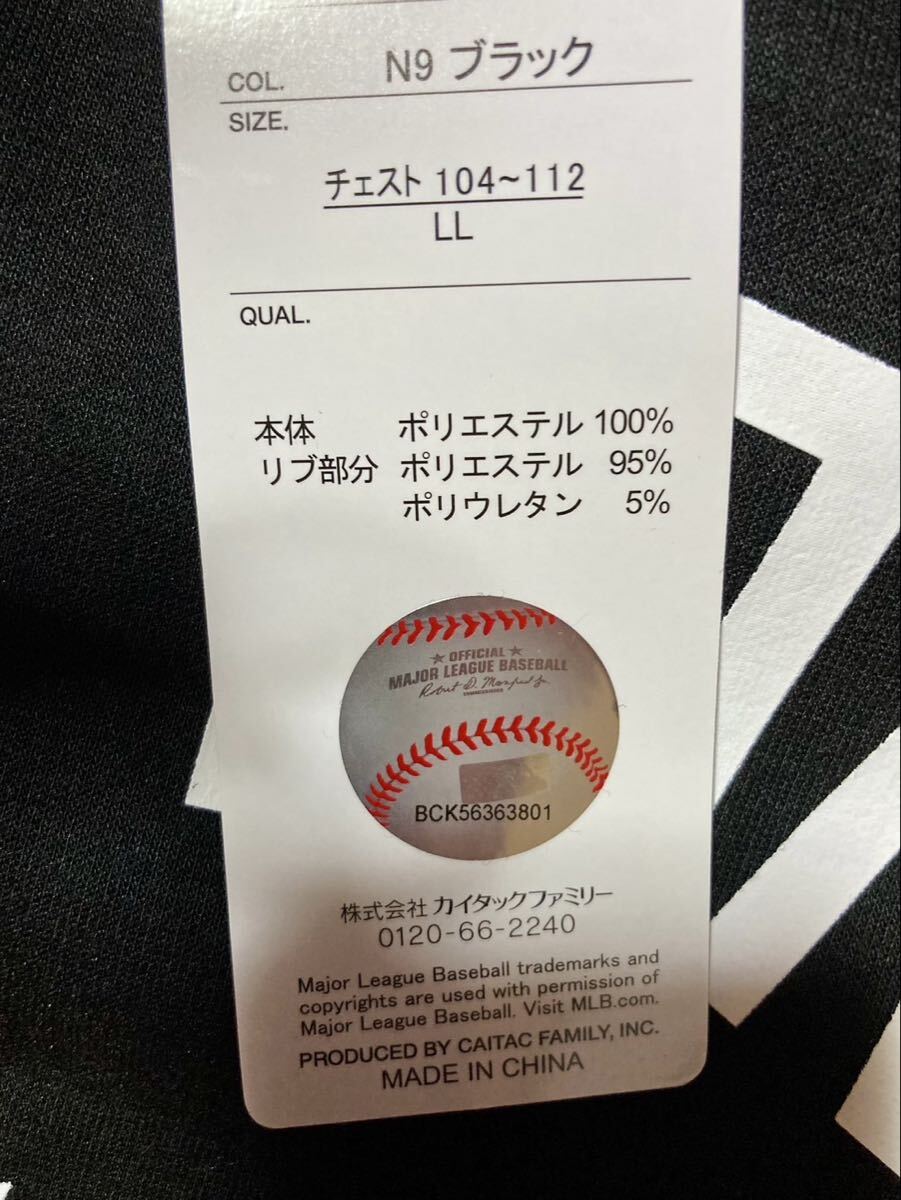 COL. N9 ブラック
SIZE.
チェスト 104~112
LL
QUAL.
本体 ポリエステル 100%
リブ部分 ポリエステル 95%
ポリウレタン 5%
OFFICIAL
MAJOR LEAGUE BASEBALL
Robert D. Manfred Jr.
COMMISSIONER
BCK56363801
株式会社 カイタックファミリー
0120-66-2240
Major League Baseball trademarks and
copyrights are used with permission of
Major League Baseball. Visit MLB.com.
PRODUCED BY CAITAC FAMILY, INC.
MADE IN CHINA